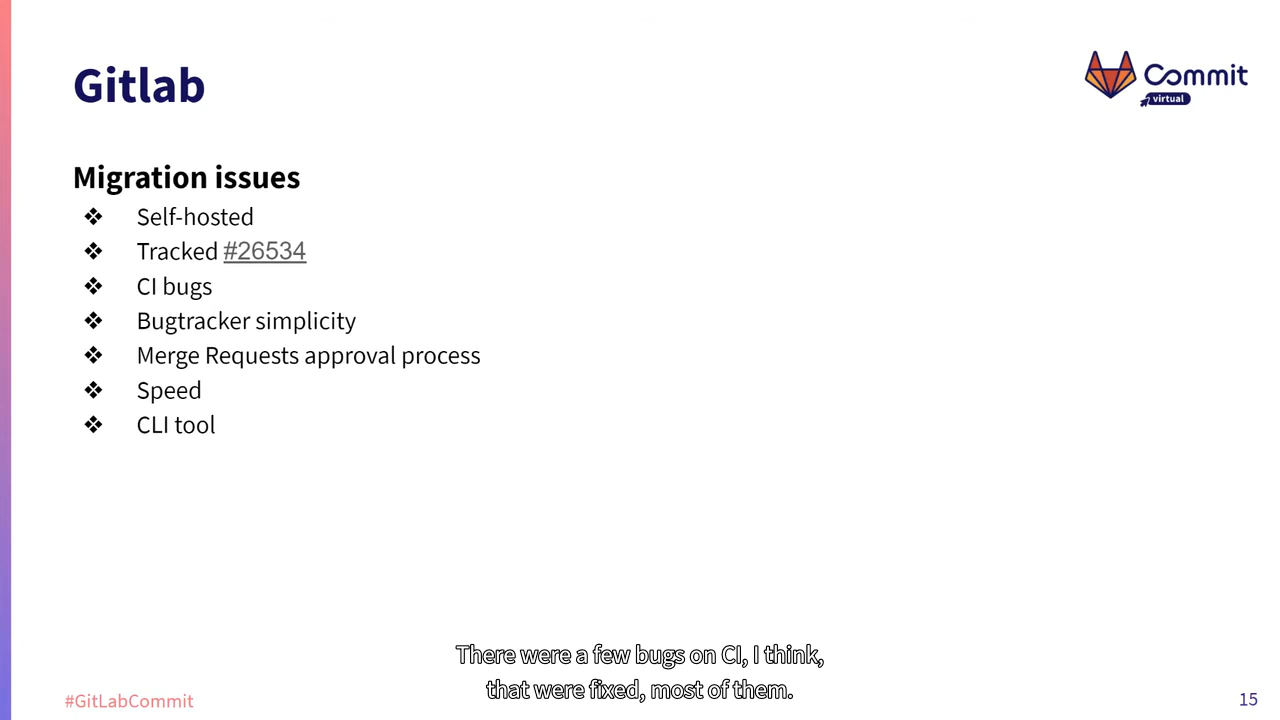 Gitlab
Commit
virtual
Migration issues
❖ Self-hosted
❖ Tracked #26534
❖ CI bugs
❖ Bugtracker simplicity
❖ Merge Requests approval process
❖ Speed
❖ CLI tool
There were a few bugs on CI, I think,
that were fixed, most of them.
#GitLabCommit
15